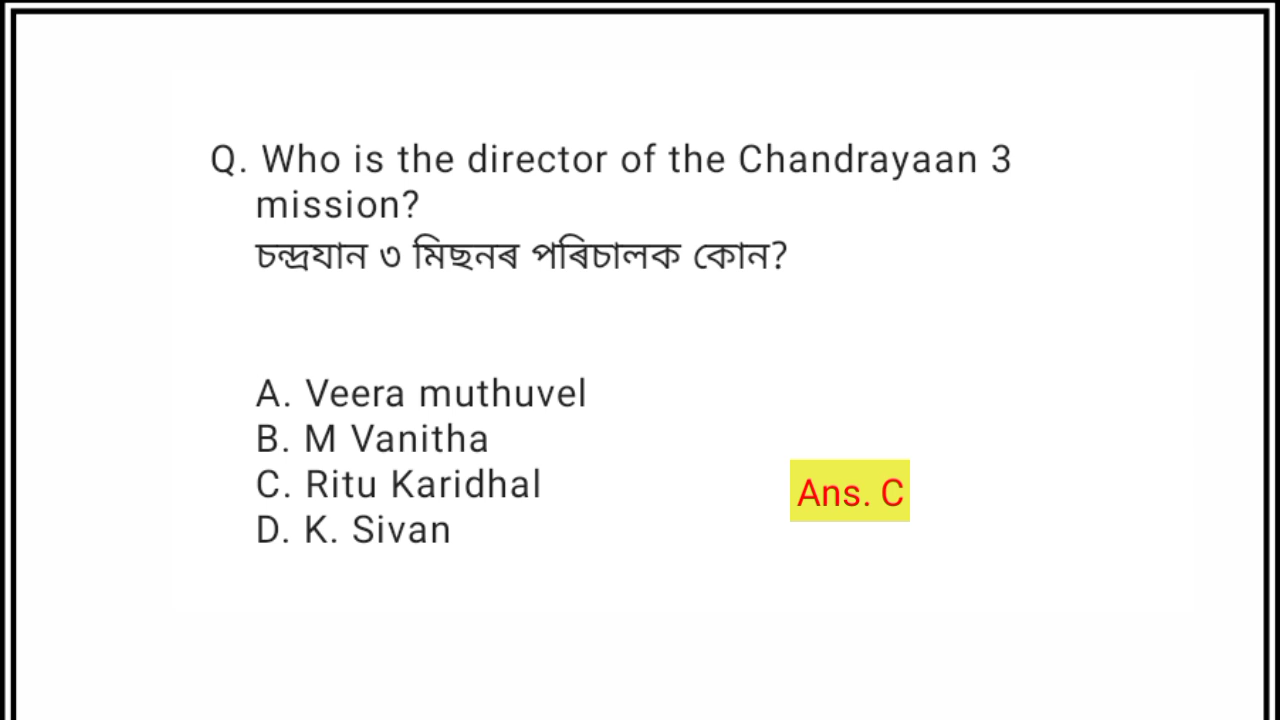 Q. Who is the director of the Chandrayaan 3
mission?
চন্দ্ৰযান ৩ মিছনৰ পৰিচালক কোন?
A. Veera muthuvel
B. M Vanitha
C. Ritu Karidhal
D. K. Sivan
Ans. C